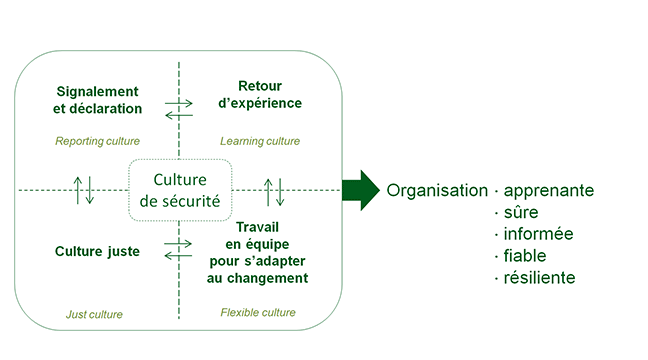 Signalement
et déclaration
Reporting culture
Retour
d'expérience
Learning culture
Culture
de sécurité
Culture juste
Just culture
Travail
en équipe
pour s'adapter
au changement
Flexible culture
Organisation · apprenante
· sûre
· informée
· fiable
· résiliente